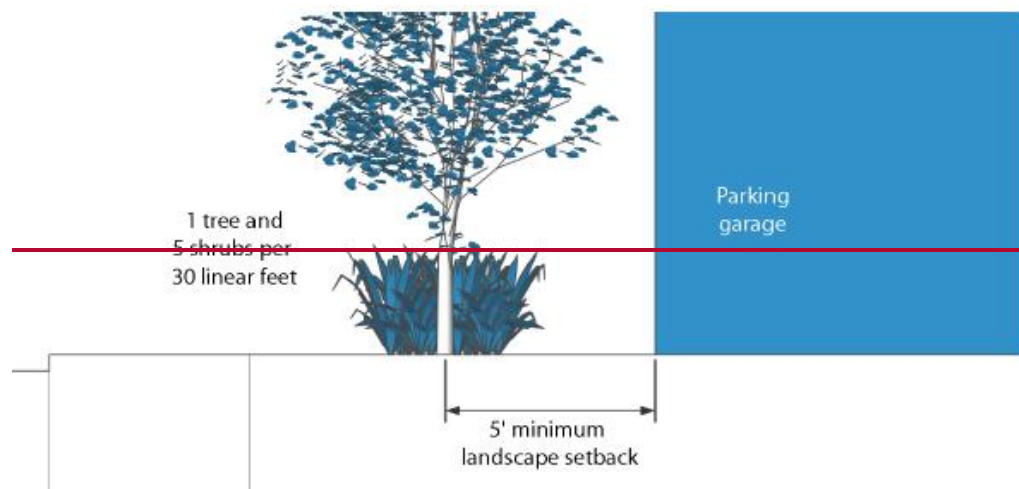 1 tree and
5 shrubs per
30 linear feet
Parking
garage
5' minimum
landscape setback